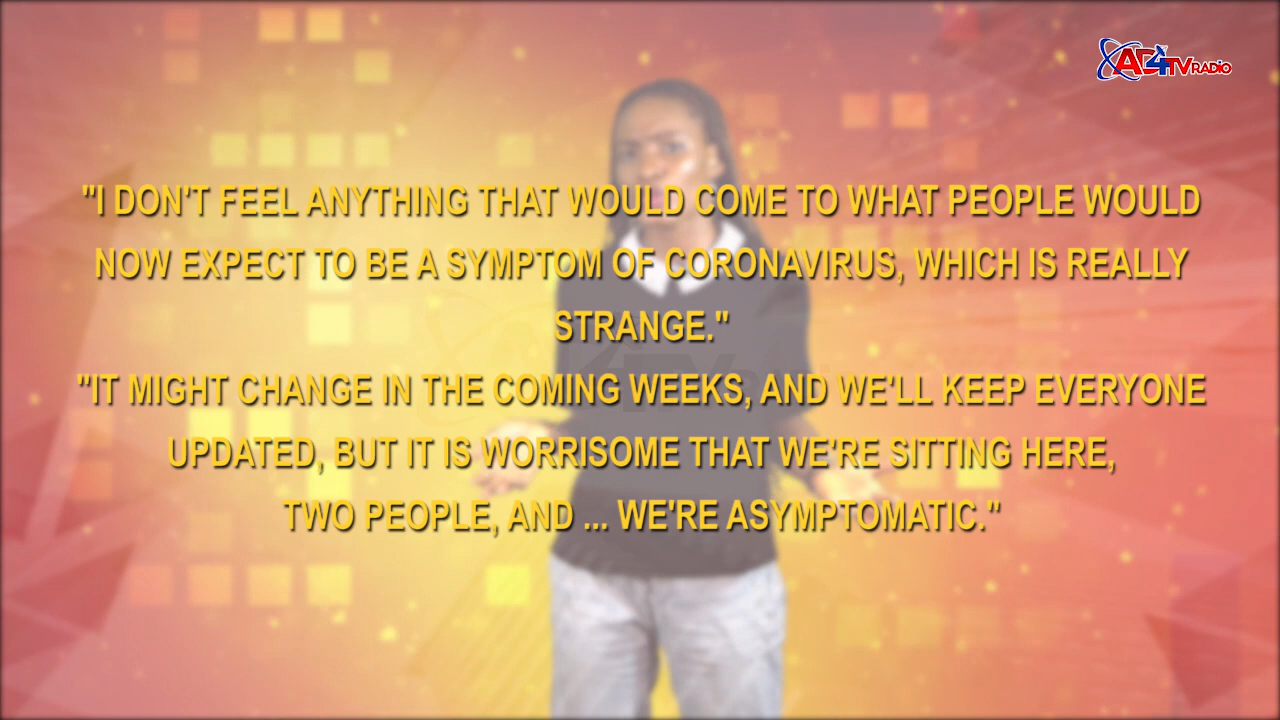 AC4TV RADIO
"I DON'T FEEL ANYTHING THAT WOULD COME TO WHAT PEOPLE WOULD
NOW EXPECT TO BE A SYMPTOM OF CORONAVIRUS, WHICH IS REALLY
STRANGE."
"IT MIGHT CHANGE IN THE COMING WEEKS, AND WE'LL KEEP EVERYONE
UPDATED, BUT IT IS WORRISOME THAT WE'RE SITTING HERE,
TWO PEOPLE, AND ... WE'RE ASYMPTOMATIC."